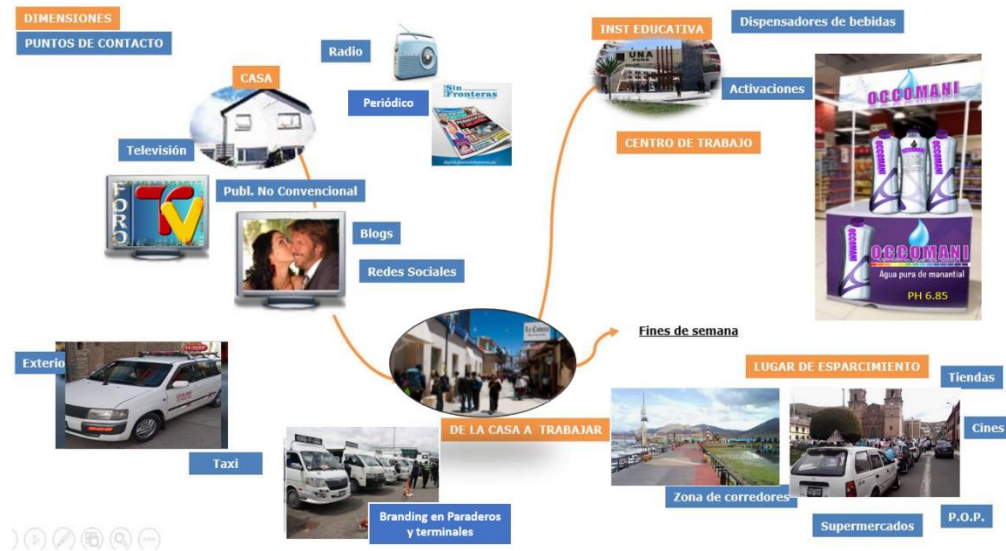 DIMENSIONES
PUNTOS DE CONTACTO
CASA
Radio
Periódico
Sin
Fronteras
Televisión
FORO
TV
Publ. No Convencional
Blogs
Redes Sociales
INST EDUCATIVA
UNA
Dispensadores de bebidas
Activaciones
CENTRO DE TRABAJO
OCCOMANI
OCCOMANI
OCCOMANI
Agua pura de manantial
PH 6.85
Fines de semana
Exterio
Taxi
DE LA CASA A TRABAJAR
Branding en Paraderos
y terminales
LUGAR DE ESPARCIMIENTO
Tiendas
Cines
Zona de corredores
Supermercados
P.O.P.